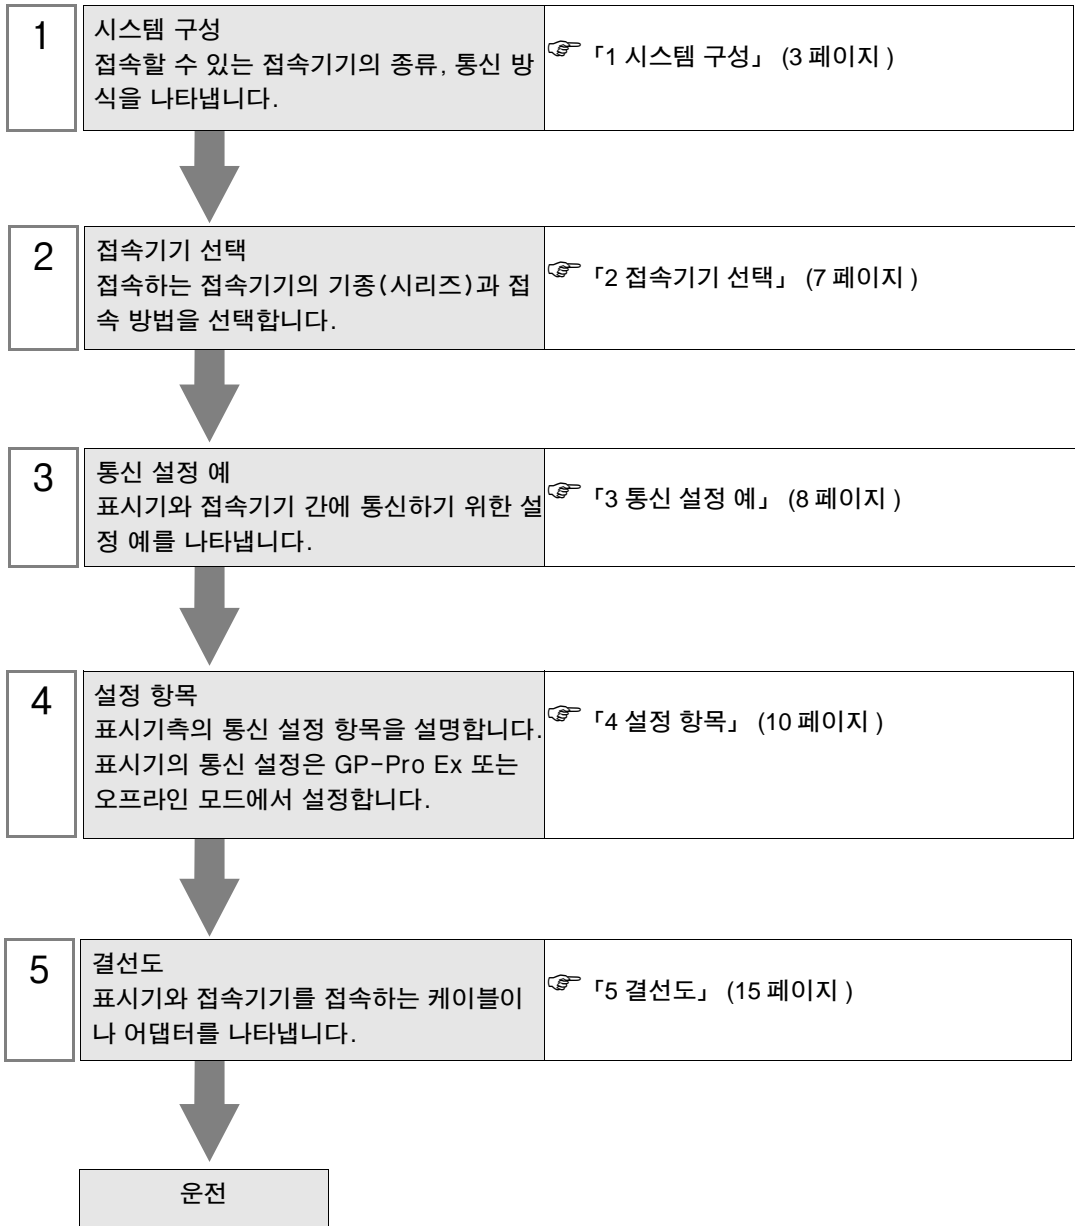 1
시스템 구성
접속할 수 있는 접속기기의 종류, 통신 방
식을 나타냅니다.
☞ 「1 시스템 구성」 (3 페이지 )
2
접속기기 선택
접속하는 접속기기의 기종(시리즈)과 접
속 방법을 선택합니다.
☞ 「2 접속기기 선택」 (7 페이지 )
3
통신 설정 예
표시기와 접속기기 간에 통신하기 위한 설
정 예를 나타냅니다.
☞ 「3 통신 설정 예」 (8 페이지 )
4
설정 항목
표시기측의 통신 설정 항목을 설명합니다.
표시기의 통신 설정은 GP-Pro Ex 또는
오프라인 모드에서 설정합니다.
☞ 「4 설정 항목」 (10 페이지 )
5
결선도
표시기와 접속기기를 접속하는 케이블이
나 어댑터를 나타냅니다.
☞ 「5 결선도」 (15 페이지 )
운전